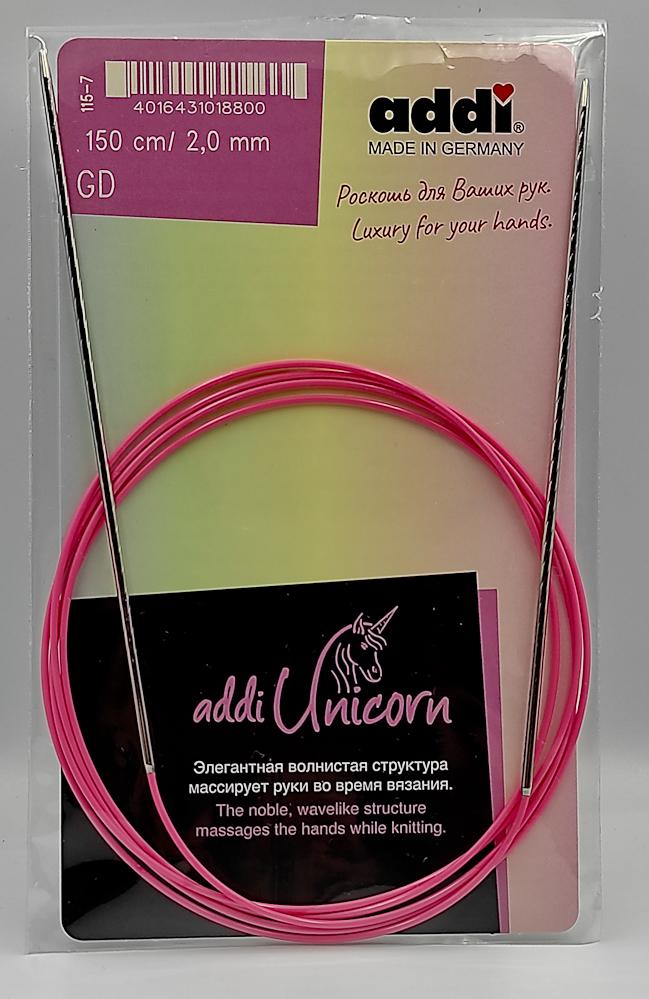 115-7
4016431018800
150 cm/ 2,0 mm
GD
addi®
MADE IN GERMANY
Роскошь для Ваших рук.
Luxury for your hands.
addi Unicorn
Элегантная волнистая структура
массирует руки во время вязания.
The noble, wavelike structure
massages the hands while knitting.